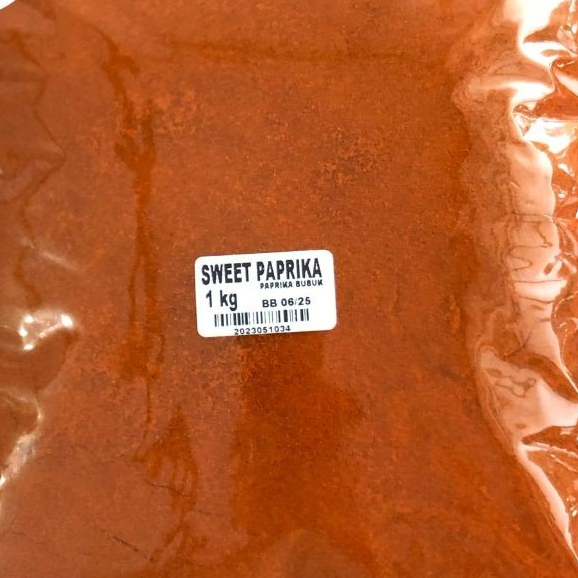 SWEET PAPRIKA
PAPRIKA BUBUK
1 kg BB 06/25
2023051034